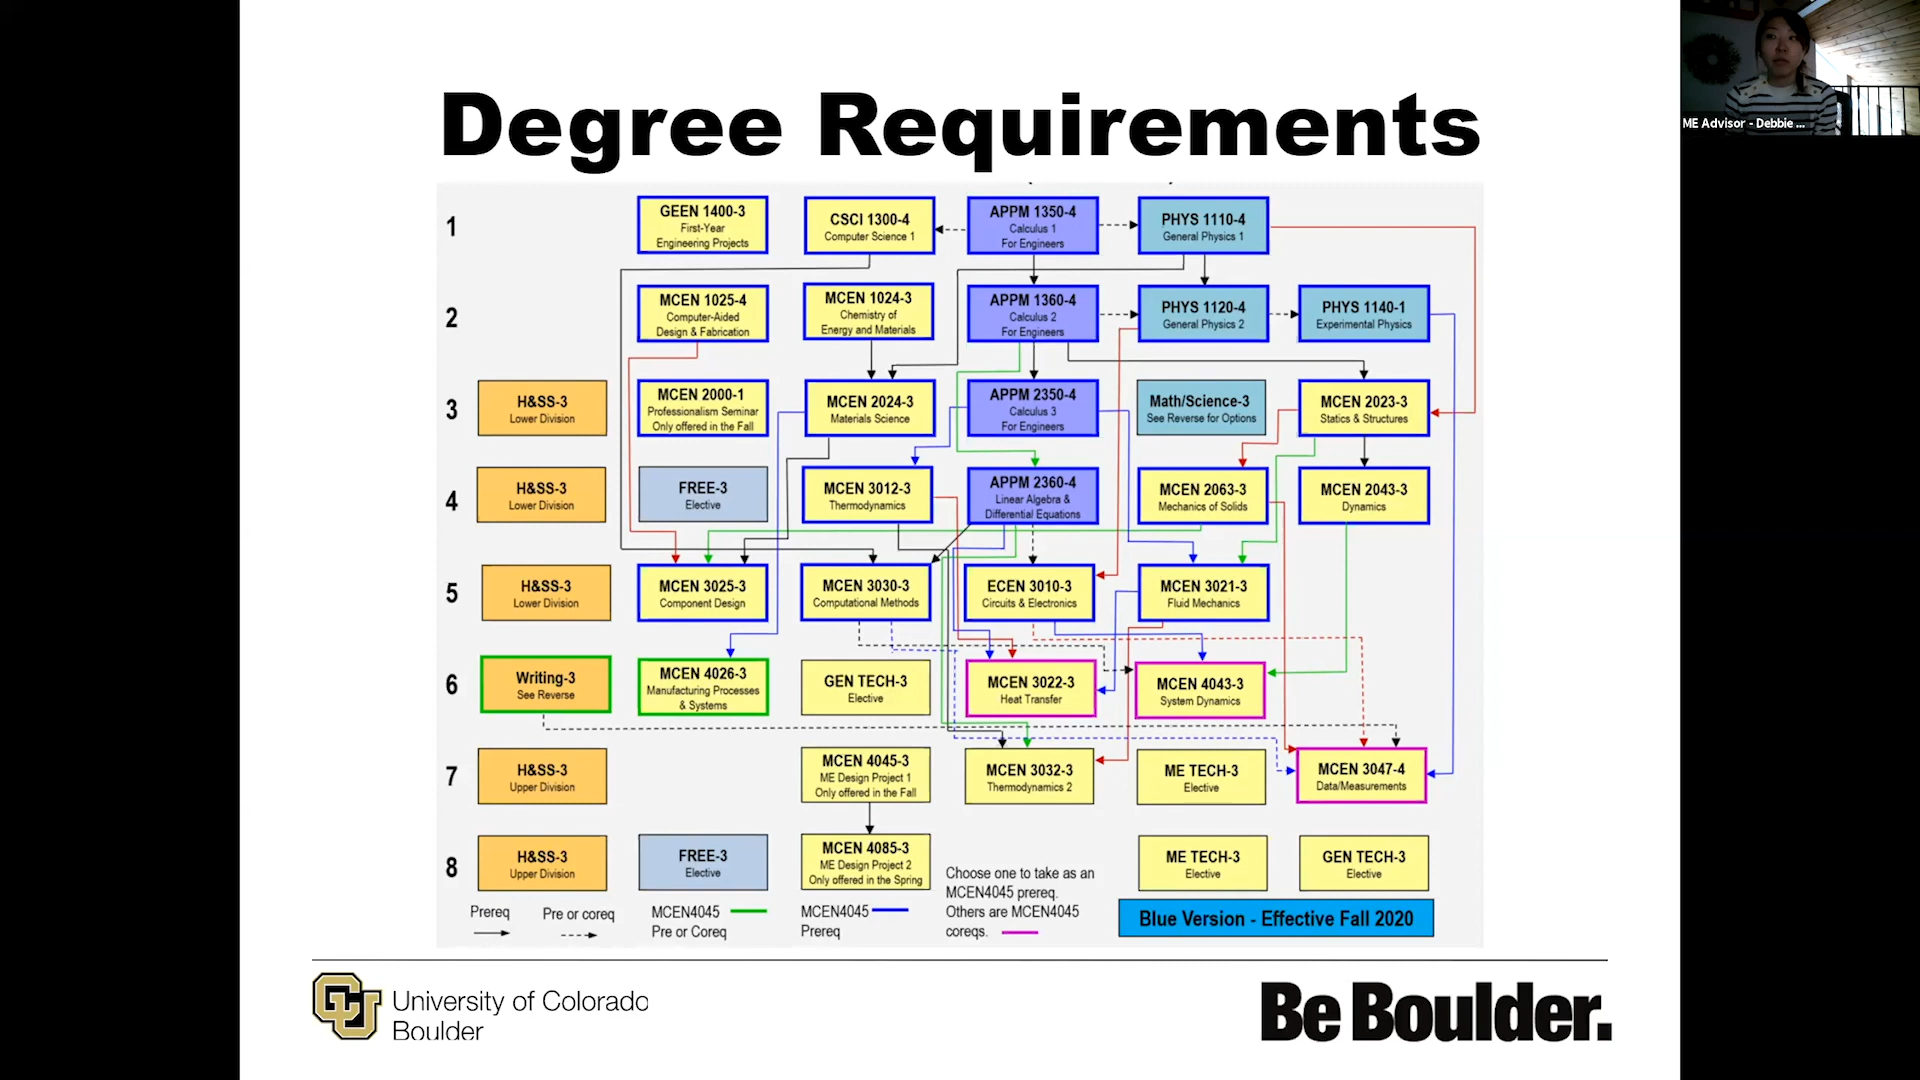 Degree Requirements
ME Advisor - Debbie ...
1
GEEN 1400-3
First-Year
Engineering Projects
CSCI 1300-4
Computer Science 1
APPM 1350-4
Calculus 1
For Engineers
PHYS 1110-4
General Physics 1
2
MCEN 1025-4
Computer-Aided
Design & Fabrication
MCEN 1024-3
Chemistry of
Energy and Materials
APPM 1360-4
Calculus 2
For Engineers
PHYS 1120-4
General Physics 2
PHYS 1140-1
Experimental Physics
3
H&SS-3
Lower Division
MCEN 2000-1
Professionalism Seminar
Only offered in the Fall
MCEN 2024-3
Materials Science
APPM 2350-4
Calculus 3
For Engineers
Math/Science-3
See Reverse for Options
MCEN 2023-3
Statics & Structures
4
H&SS-3
Lower Division
FREE-3
Elective
MCEN 3012-3
Thermodynamics
APPM 2360-4
Linear Algebra &
Differential Equations
MCEN 2063-3
Mechanics of Solids
MCEN 2043-3
Dynamics
5
H&SS-3
Lower Division
MCEN 3025-3
Component Design
MCEN 3030-3
Computational Methods
ECEN 3010-3
Circuits & Electronics
MCEN 3021-3
Fluid Mechanics
6
Writing-3
See Reverse
MCEN 4026-3
Manufacturing Processes
& Systems
GEN TECH-3
Elective
MCEN 3022-3
Heat Transfer
MCEN 4043-3
System Dynamics
7
H&SS-3
Upper Division
MCEN 4045-3
ME Design Project 1
Only offered in the Fall
MCEN 3032-3
Thermodynamics 2
ME TECH-3
Elective
MCEN 3047-4
Data/Measurements
8
H&SS-3
Upper Division
FREE-3
Elective
MCEN 4085-3
ME Design Project 2
Only offered in the Spring
ME TECH-3
Elective
GEN TECH-3
Elective
Prereq
Pre or coreq
MCEN4045
Pre or Coreq
MCEN4045
Prereq
Choose one to take as an
MCEN4045 prereq.
Others are MCEN4045
coreqs.
Blue Version - Effective Fall 2020
CU
University of Colorado
Boulder
Be Boulder.